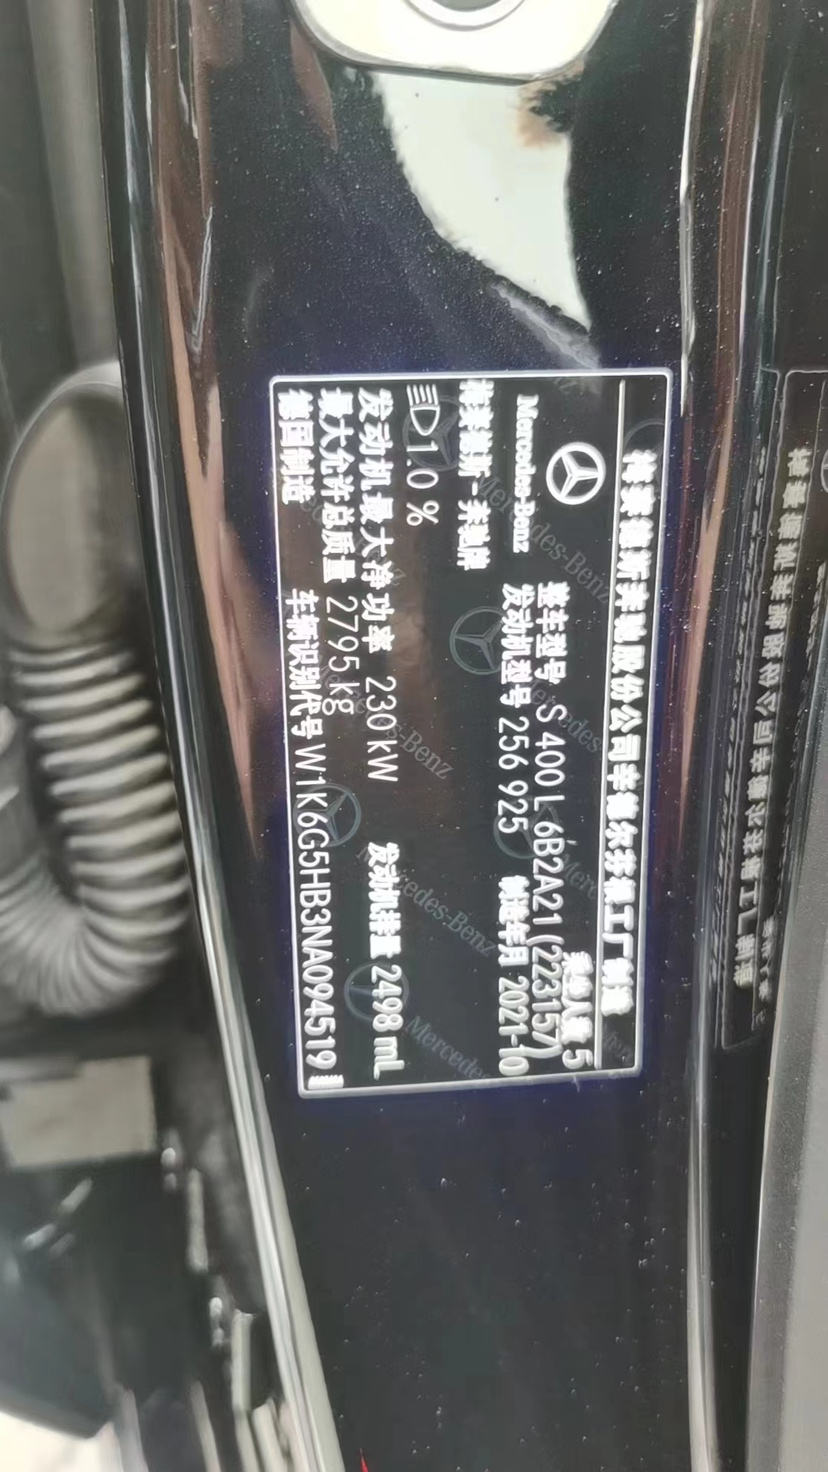 梅赛德斯奔驰股份公司辛德尔芬根工厂制造
乘坐人数 5
整车型号 S 400 L 6B2A21 (223157)
Mercedes-Benz
发动机型号 256 925 制造年月 2021-10
梅赛德斯-奔驰牌
1.0 %
发动机最大净功率 230 kW 发动机排量 2498 mL
最大允许总质量 2795 kg
德国制造 车辆识别代号 W1K6G5HB3NA094519